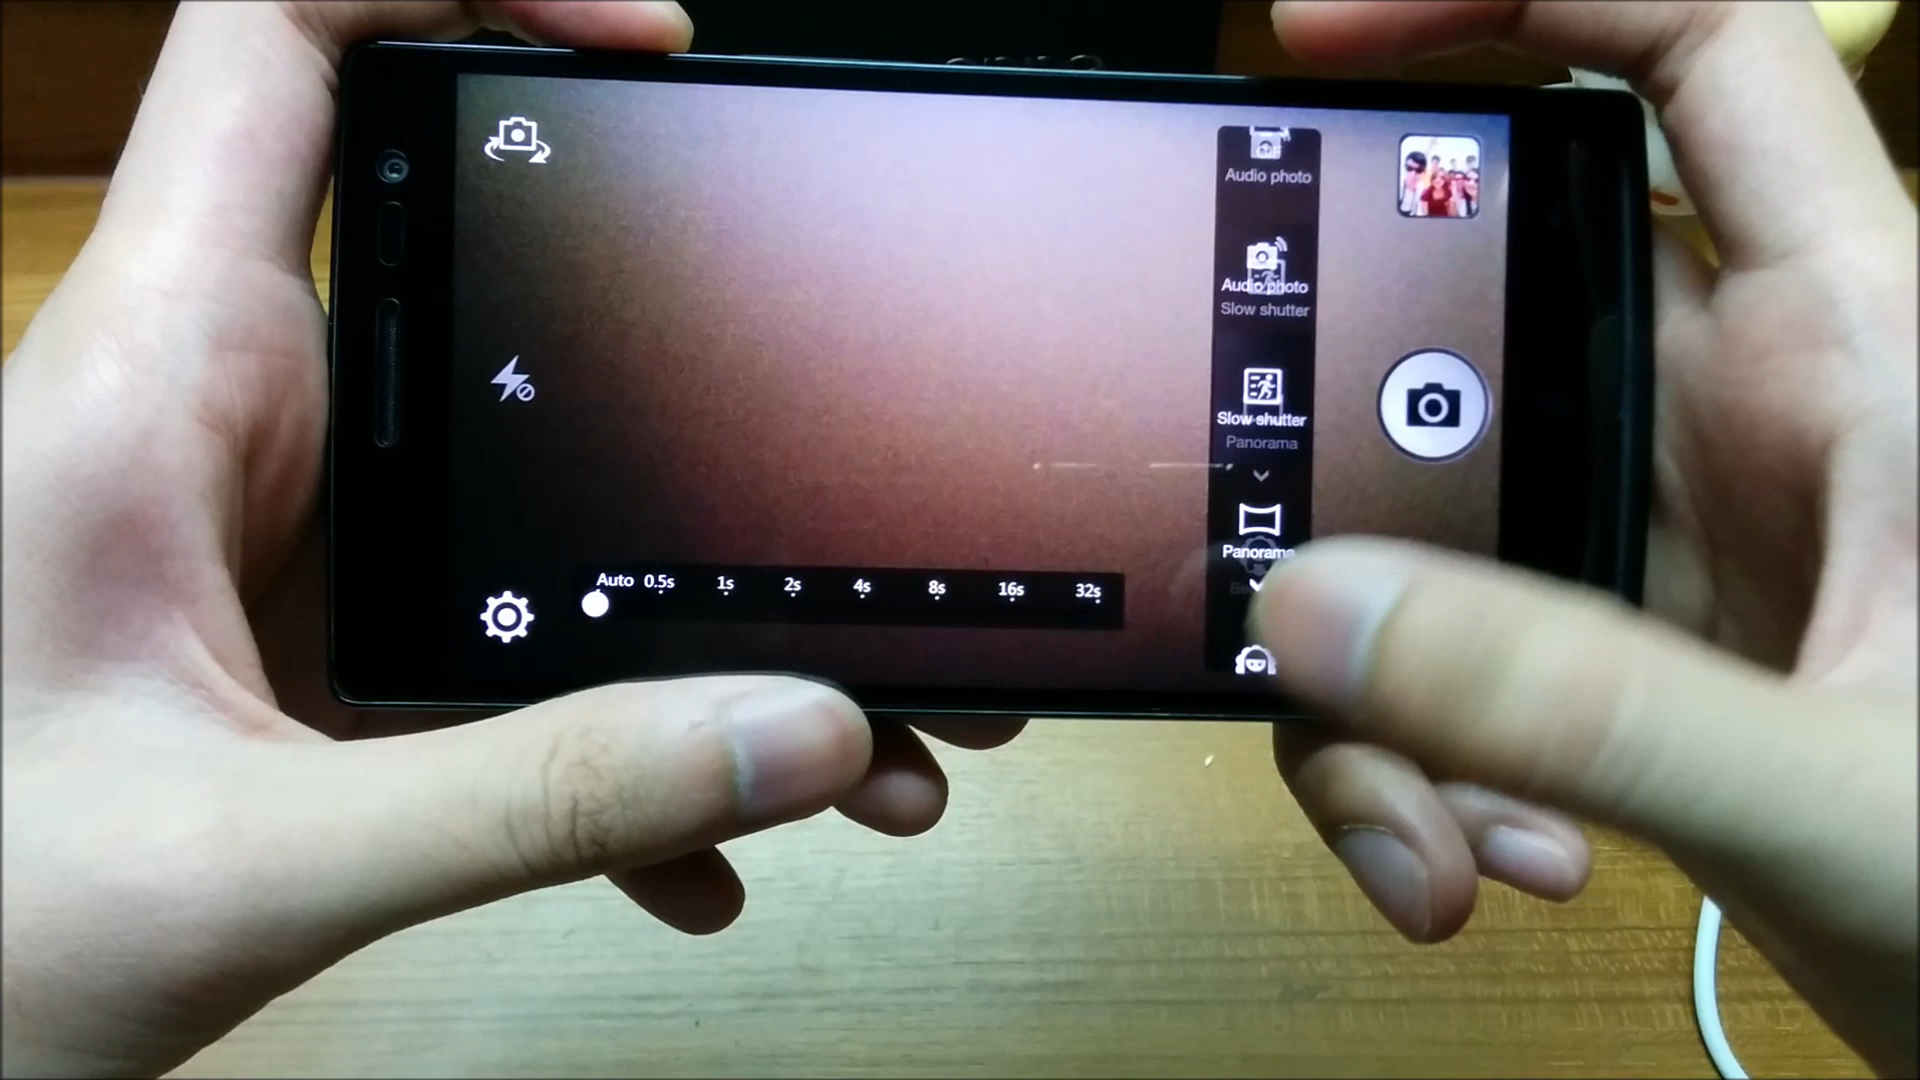 Audio photo
Audio photo
Slow shutter
Slow shutter
Panorama
Panorama
Auto 0.5s 1s 2s 4s 8s 16s 32s